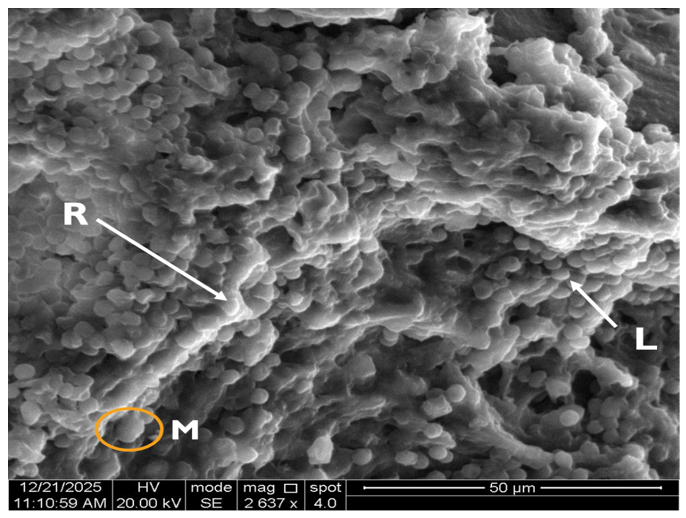 R
L
M
12/21/2025 HV mode mag □ spot
11:10:59 AM 20.00 kV SE 2 637 x 4.0
50 µm